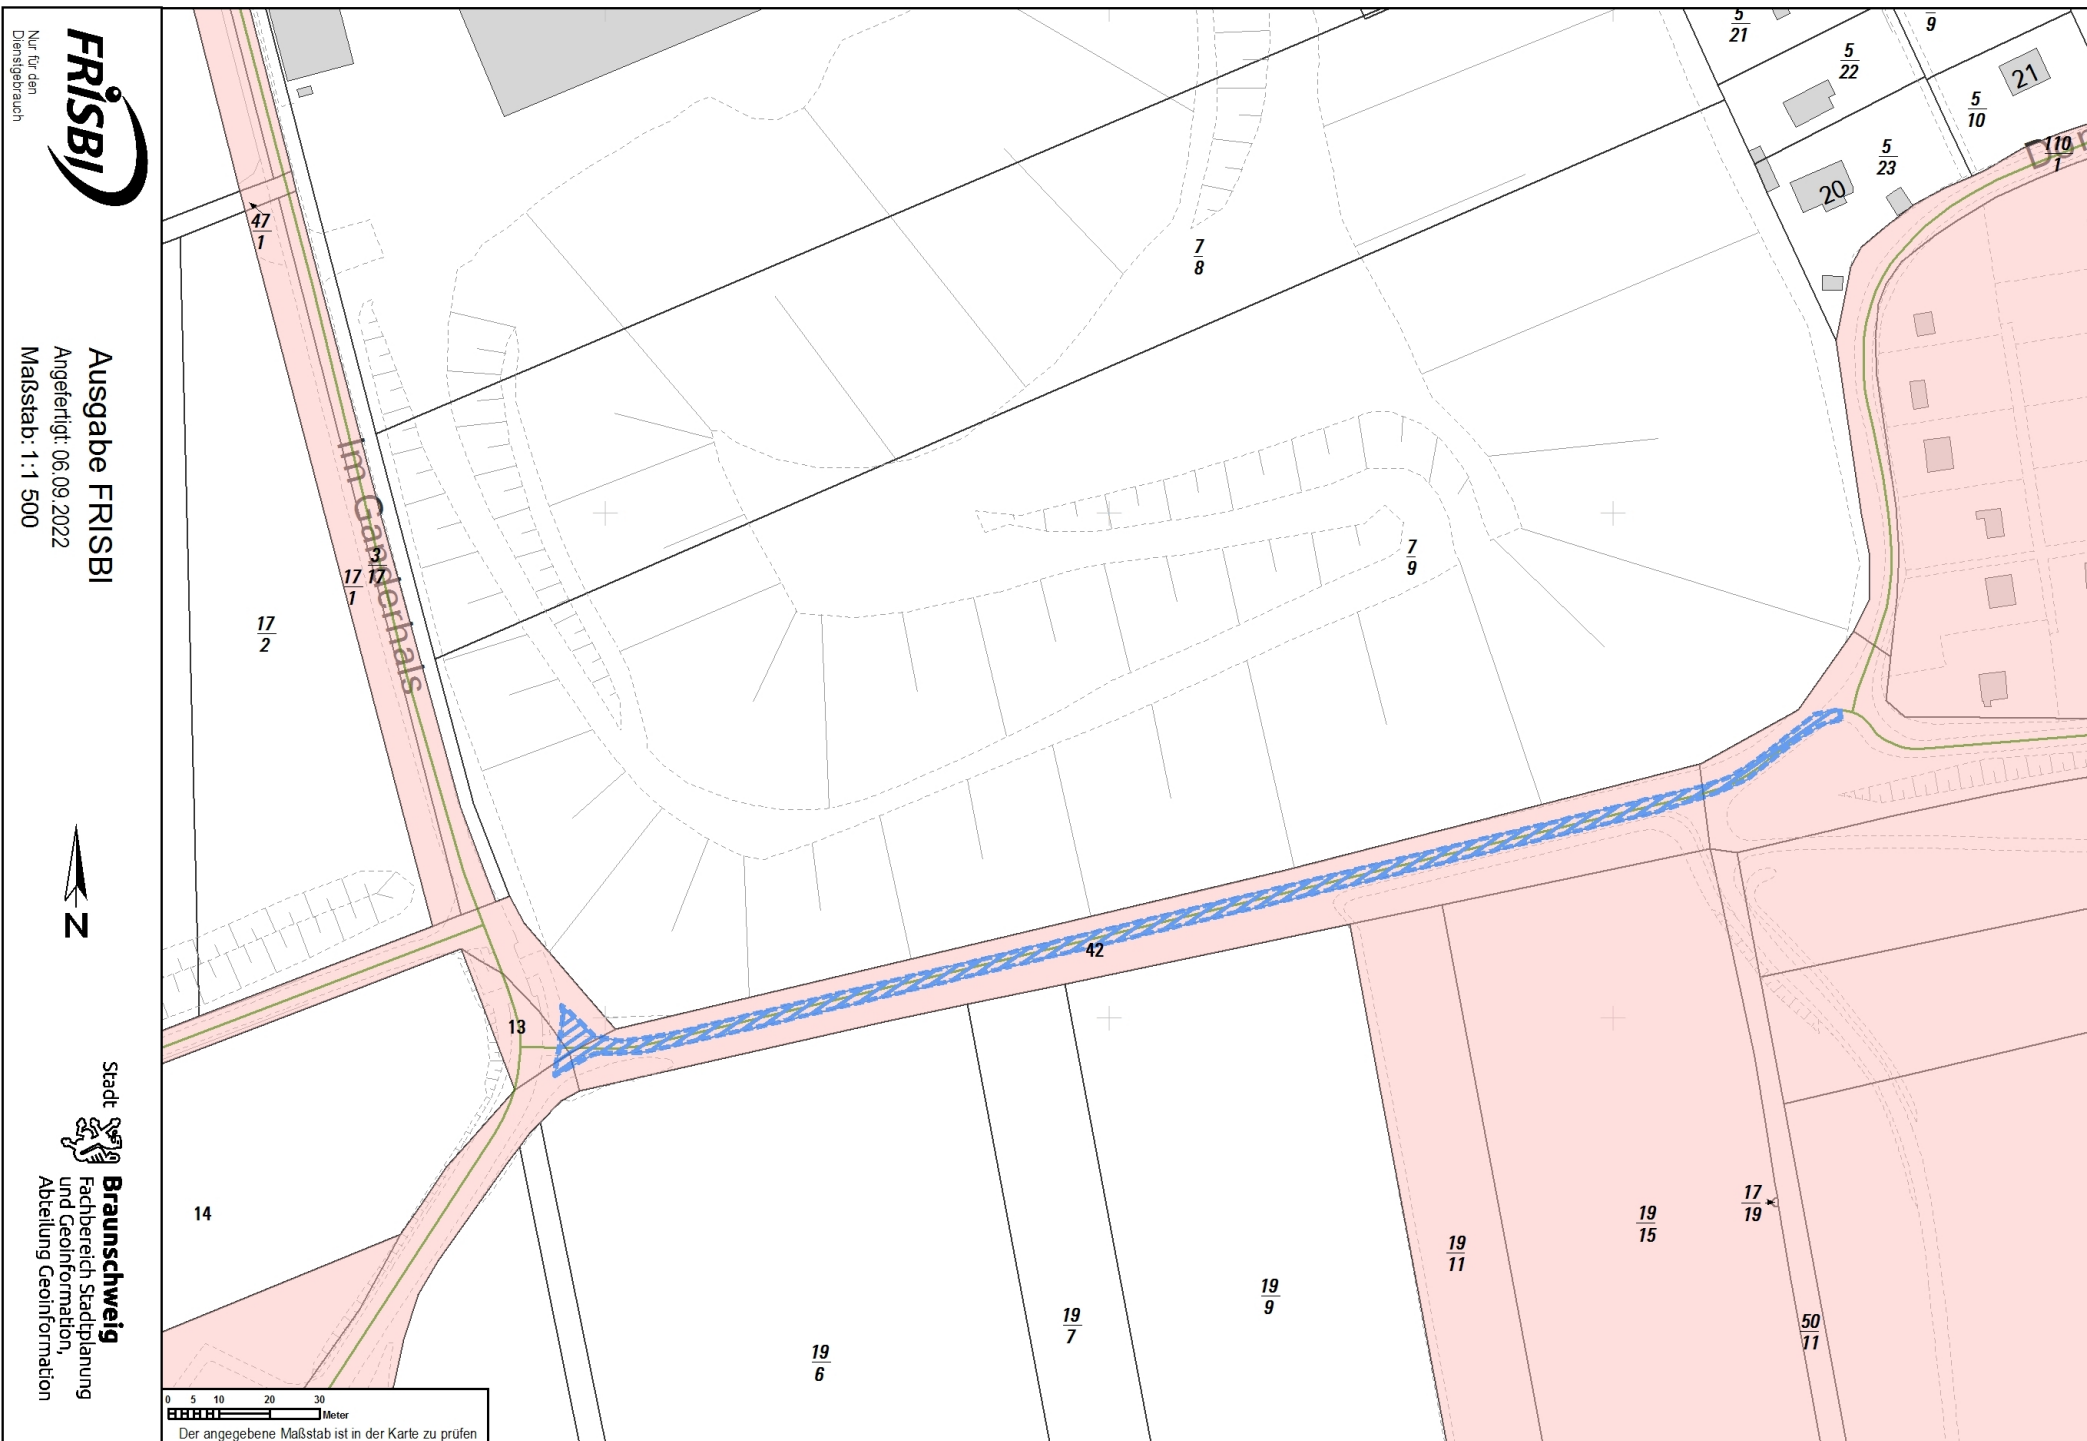 FRISBI
Nur für den
Dienstgebrauch
Ausgabe FRISBI
Angefertigt: 06.09.2022
Maßstab: 1:1 500
N
Stadt
Braunschweig
Fachbereich Stadtplanung
und Geoinformation,
Abteilung Geoinformation
5
21
9
5
22
21
5
10
5
23
20
110
1
47
1
7
8
Im Ganderhals
3
17
17
1
17
2
7
9
42
13
14
17
19
19
15
19
11
19
9
19
7
19
6
50
11
0 5 10 20 30
Meter
Der angegebene Maßstab ist in der Karte zu prüfen